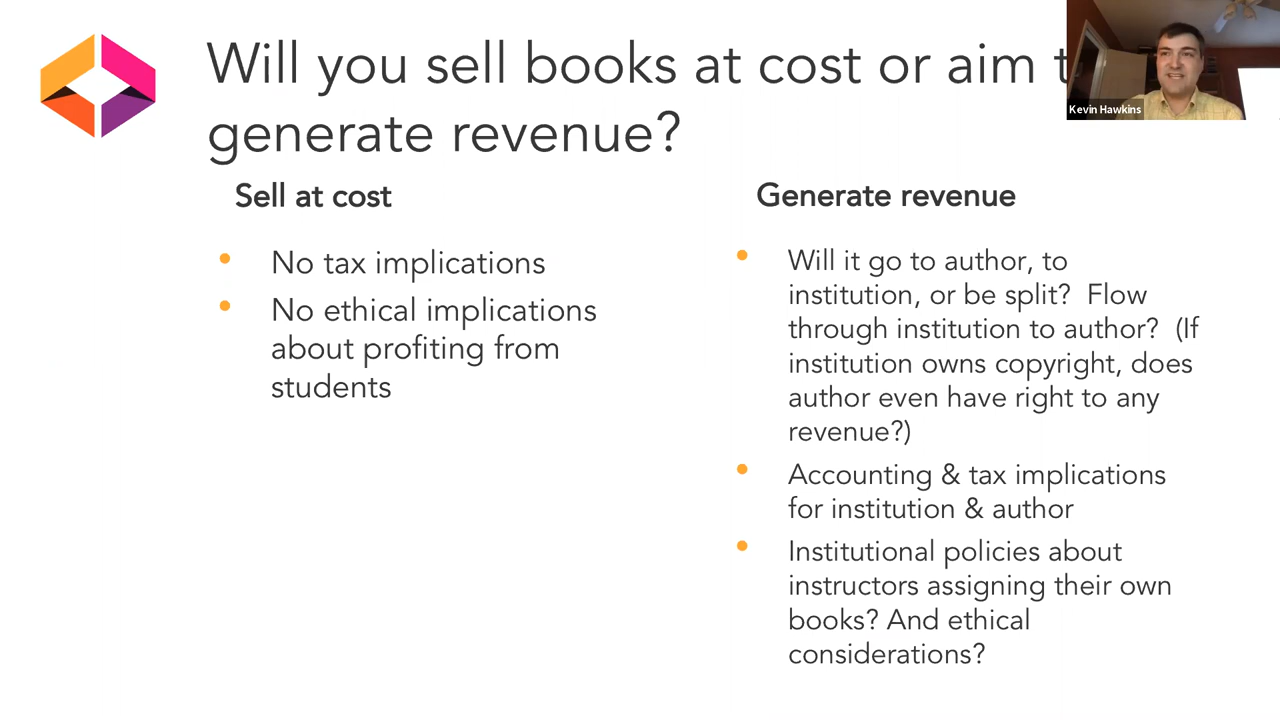 Will you sell books at cost or aim t
generate revenue?
Kevin Hawkins
Sell at cost
• No tax implications
• No ethical implications
about profiting from
students
Generate revenue
• Will it go to author, to
institution, or be split?  Flow
through institution to author?  (If
institution owns copyright, does
author even have right to any
revenue?)
• Accounting & tax implications
for institution & author
• Institutional policies about
instructors assigning their own
books? And ethical
considerations?